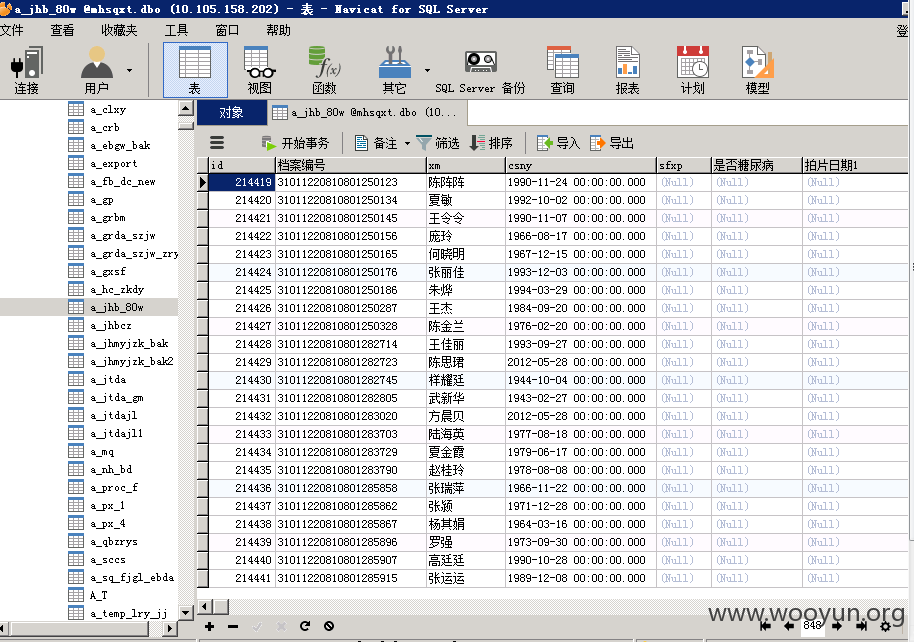 a_jhb_80w @mhsqxt.dbo (10.105.158.202) - 表 - Navicat for SQL Server
文件 查看 收藏夹 工具 窗口 帮助
连接 用户 表 视图 函数 其它 SQL Server 备份 查询 报表 计划 模型
对象 a_jhb_80w @mhsqxt.dbo (10...
开始事务 备注 筛选 排序 导入 导出
a_clxy
a_crb
a_ebgw_bak
a_export
a_fb_dc_new
a_gp
a_grbm
a_grda_szjw
a_grda_szjw_zry
a_gxsf
a_hc_zkdy
a_jhb_80w
a_jhbcz
a_jhmyjzk_bak
a_jhmyjzk_bak2
a_jtda
a_jtda_gm
a_jtdajl
a_jtdajl1
a_mq
a_nh_bd
a_proc_f
a_px_1
a_px_4
a_qbzrys
a_sccs
a_sq_fjgl_ebda
A_T
a_temp_lry_jj
id 档案编号 xm csny sfxp 是否糖尿病 拍片日期1
214419 31011220810801250123 陈阵阵 1990-11-24 00:00:00.000 (Null) (Null) (Null)
214420 31011220810801250134 夏敏 1992-10-02 00:00:00.000 (Null) (Null) (Null)
214421 31011220810801250145 王令令 1990-11-07 00:00:00.000 (Null) (Null) (Null)
214422 31011220810801250156 庞玲 1966-08-17 00:00:00.000 (Null) (Null) (Null)
214423 31011220810801250165 何晓明 1967-12-15 00:00:00.000 (Null) (Null) (Null)
214424 31011220810801250176 张丽佳 1993-12-03 00:00:00.000 (Null) (Null) (Null)
214425 31011220810801250186 朱烨 1994-03-29 00:00:00.000 (Null) (Null) (Null)
214426 31011220810801250287 王杰 1984-09-20 00:00:00.000 (Null) (Null) (Null)
214427 31011220810801250328 陈金兰 1976-02-20 00:00:00.000 (Null) (Null) (Null)
214428 31011220810801282714 王佳丽 1993-09-27 00:00:00.000 (Null) (Null) (Null)
214429 31011220810801282723 陈思珺 2012-05-28 00:00:00.000 (Null) (Null) (Null)
214430 31011220810801282745 样耀廷 1944-10-04 00:00:00.000 (Null) (Null) (Null)
214431 31011220810801282805 武新华 1943-02-27 00:00:00.000 (Null) (Null) (Null)
214432 31011220810801283020 方晨贝 2012-05-28 00:00:00.000 (Null) (Null) (Null)
214433 31011220810801283703 陆海英 1977-08-18 00:00:00.000 (Null) (Null) (Null)
214434 31011220810801283729 夏金霞 1979-06-17 00:00:00.000 (Null) (Null) (Null)
214435 31011220810801283790 赵桂玲 1978-08-08 00:00:00.000 (Null) (Null) (Null)
214436 31011220810801285858 张瑞萍 1966-11-22 00:00:00.000 (Null) (Null) (Null)
214437 31011220810801285862 张颍 1971-12-28 00:00:00.000 (Null) (Null) (Null)
214438 31011220810801285867 杨其娟 1964-03-16 00:00:00.000 (Null) (Null) (Null)
214439 31011220810801285896 罗强 1973-09-30 00:00:00.000 (Null) (Null) (Null)
214440 31011220810801285907 高廷廷 1990-10-28 00:00:00.000 (Null) (Null) (Null)
214441 31011220810801285915 张运运 1989-12-08 00:00:00.000 (Null) (Null) (Null)
www.wooyun.org
848